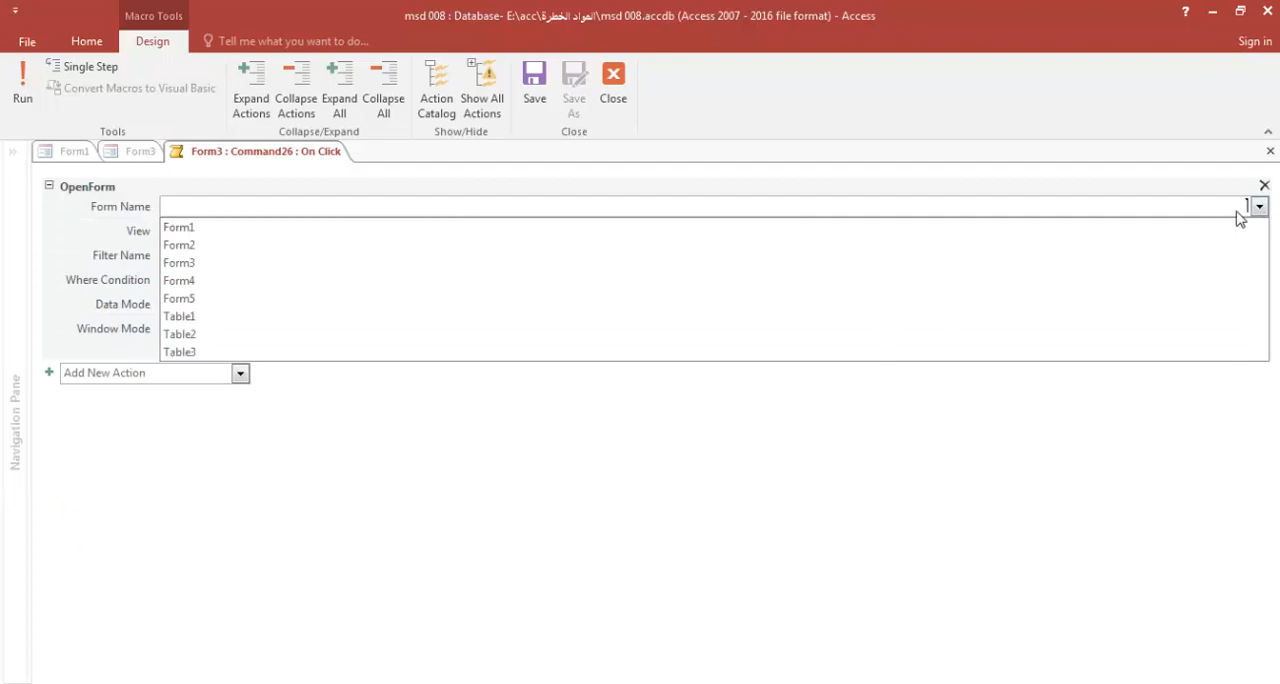 Macro Tools
msd 008 : Database- E:\acc\المواد الخطرة\msd 008.accdb (Access 2007 - 2016 file format) - Access
File Home Design Tell me what you want to do... Sign in
Run
Single Step
Convert Macros to Visual Basic
Expand Actions
Collapse Actions
Expand All
Collapse All
Action Catalog
Show All Actions
Save
Save As
Close
Tools Collapse/Expand Show/Hide Close
Form1 Form3 Form3 : Command26 : On Click
OpenForm
Form Name
View
Filter Name
Where Condition
Data Mode
Window Mode
Form1
Form2
Form3
Form4
Form5
Table1
Table2
Table3
Add New Action
Navigation Pane